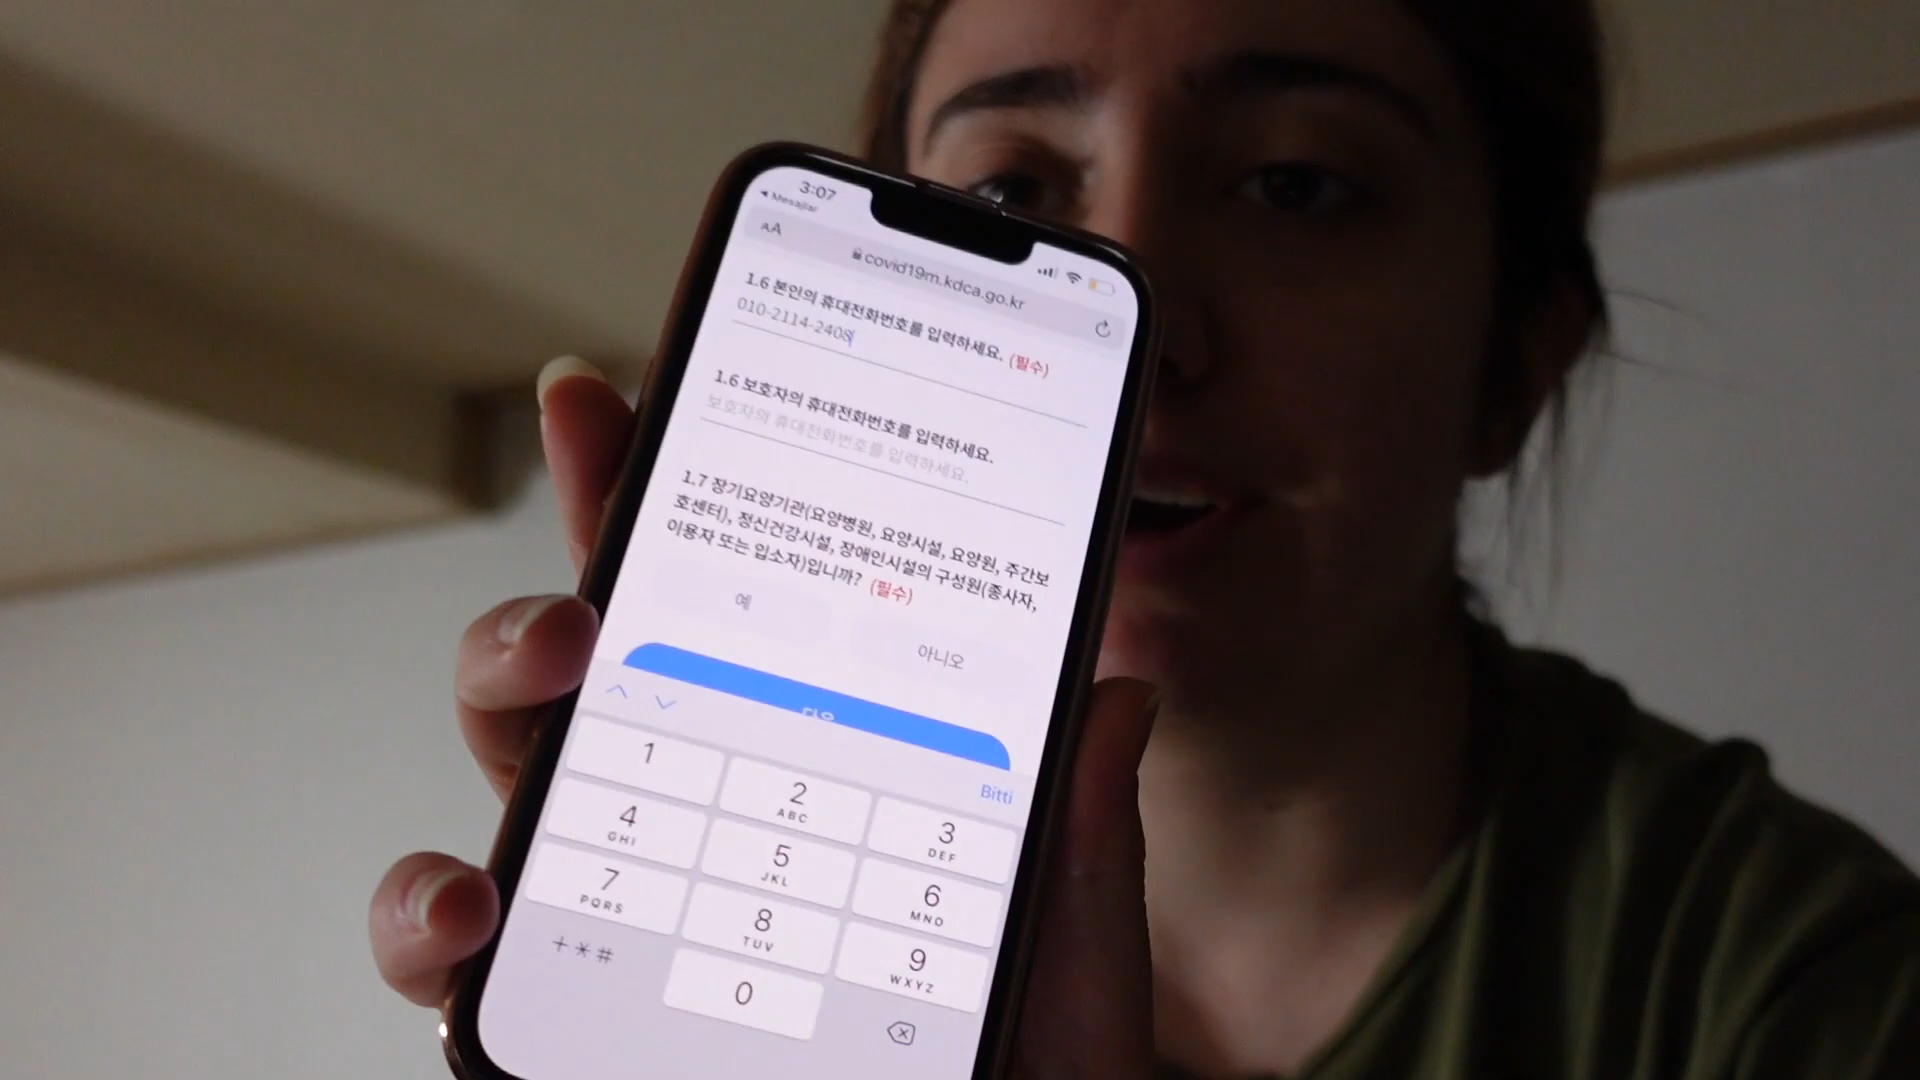 3:07
◀ Mesajlar
AA
covid19m.kdca.go.kr
1.6 본인의 휴대전화번호를 입력하세요. (필수)
010-2114-2408
1.6 보호자의 휴대전화번호를 입력하세요.
보호자의 휴대전화번호를 입력하세요.
1.7 장기요양기관(요양병원, 요양시설, 요양원, 주간보
호센터), 정신건강시설, 장애인시설의 구성원(종사자,
이용자 또는 입소자)입니까? (필수)
예
아니오
Bitti
1
2
ABC
3
DEF
4
GHI
5
JKL
6
MNO
7
PQRS
8
TUV
9
WXYZ
+*#
0